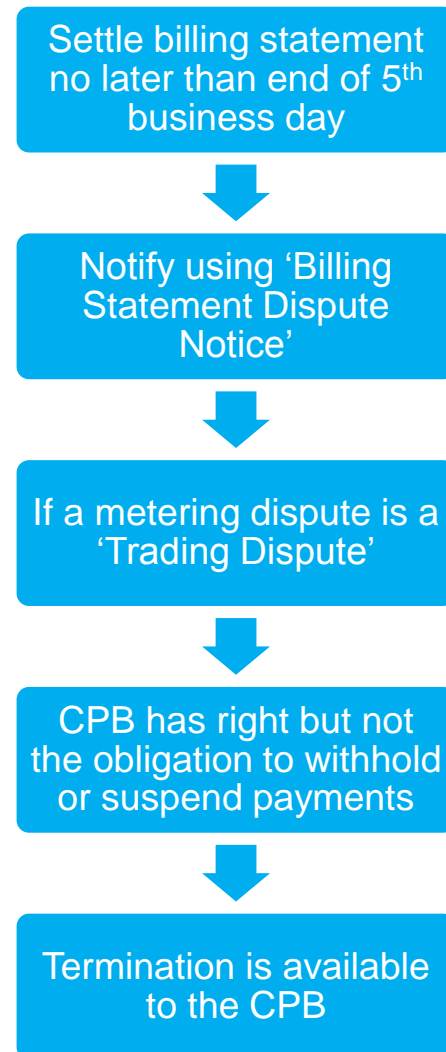 Settle billing statement
no later than end of 5th
business day
Notify using ‘Billing
Statement Dispute
Notice’
If a metering dispute is a
‘Trading Dispute’
CPB has right but not
the obligation to withhold
or suspend payments
Termination is available
to the CPB